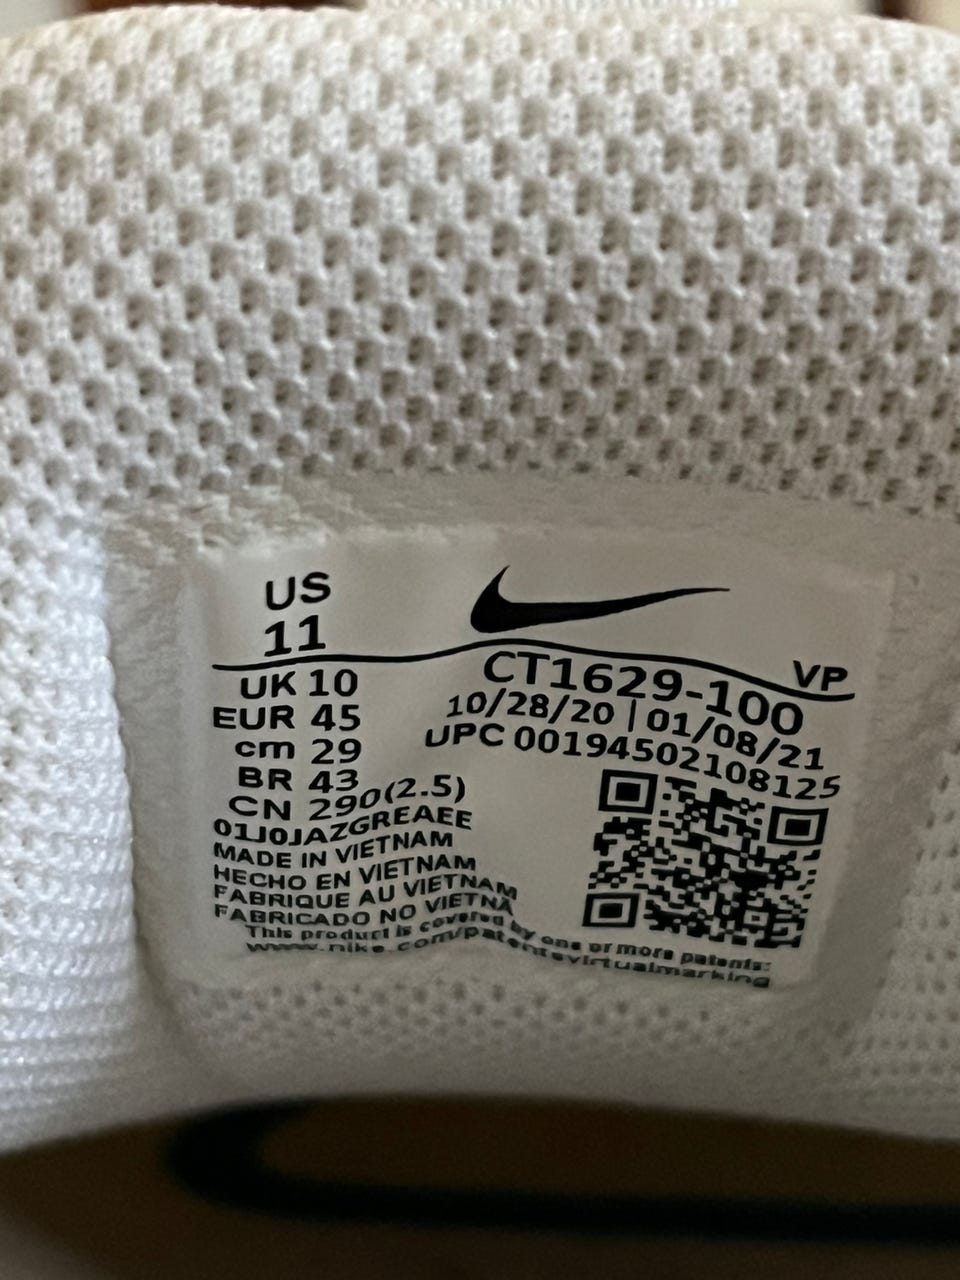 US
11
UK 10
EUR 45
cm 29
BR 43
CN 290(2.5)
VP
CT1629-100
10/28/20 | 01/08/21
UPC 00194502108125
01J0JAZGREAEE
MADE IN VIETNAM
HECHO EN VIETNAM
FABRIQUE AU VIETNAM
FABRICADO NO VIETNÃ
This product is covered by one or more patents:
www.nike.com/patentsvirtualmarking